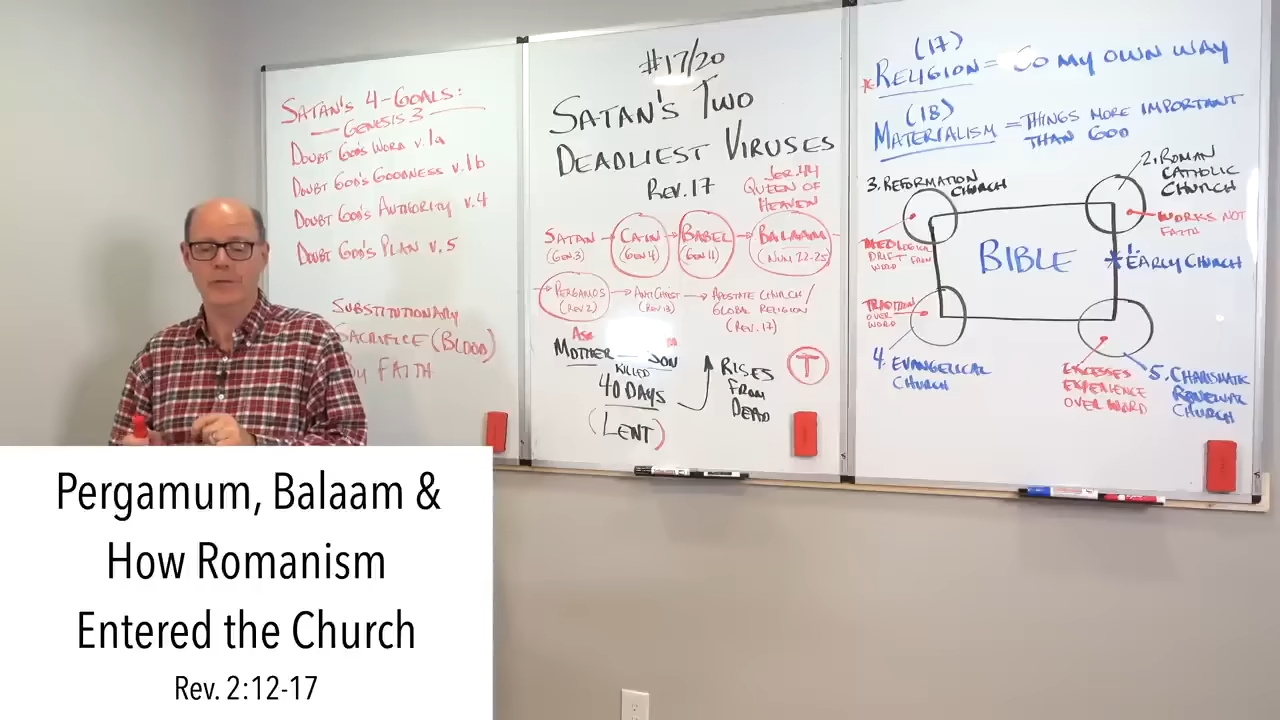 SATAN'S 4-GOALS:
GENESIS 3
DOUBT GOD'S WORD v.1a
DOUBT GOD'S GOODNESS v.1b
DOUBT GOD'S AUTHORITY v.4
DOUBT GOD'S PLAN v.5
SUBSTITUTIONARY
SACRIFICE (BLOOD)
BY FAITH
#17/20
SATAN'S TWO
DEADLIEST VIRUSES
REV. 17
JER. 44
QUEEN OF
HEAVEN
SATAN → CAIN → BABEL → BALAAM
(GEN 3) (GEN 4) (GEN 11) (NUM 22-25)
→ PERGAMOS → ANTICHRIST → APOSTATE CHURCH/
(REV 2) (REV 13) GLOBAL RELIGION
(REV. 17)
MOTHER SON
KILLED
40 DAYS
(LENT)
RISES
FROM
DEAD
T
(17)
*RELIGION = GO MY OWN WAY
(18)
MATERIALISM = THINGS MORE IMPORTANT
THAN GOD
3. REFORMATION
CHURCH
THEOLOGICAL
DRIFT FROM
WORD
2. ROMAN
CATHOLIC
CHURCH
WORKS NOT
FAITH
BIBLE
1.
EARLY CHURCH
TRADITION
OVER
WORD
4. EVANGELICAL
CHURCH
EXCESSES
EXPERIENCE
OVER WORD
5. CHARISMATIC
RENEWAL
CHURCH
Pergamum, Balaam &
How Romanism
Entered the Church
Rev. 2:12-17